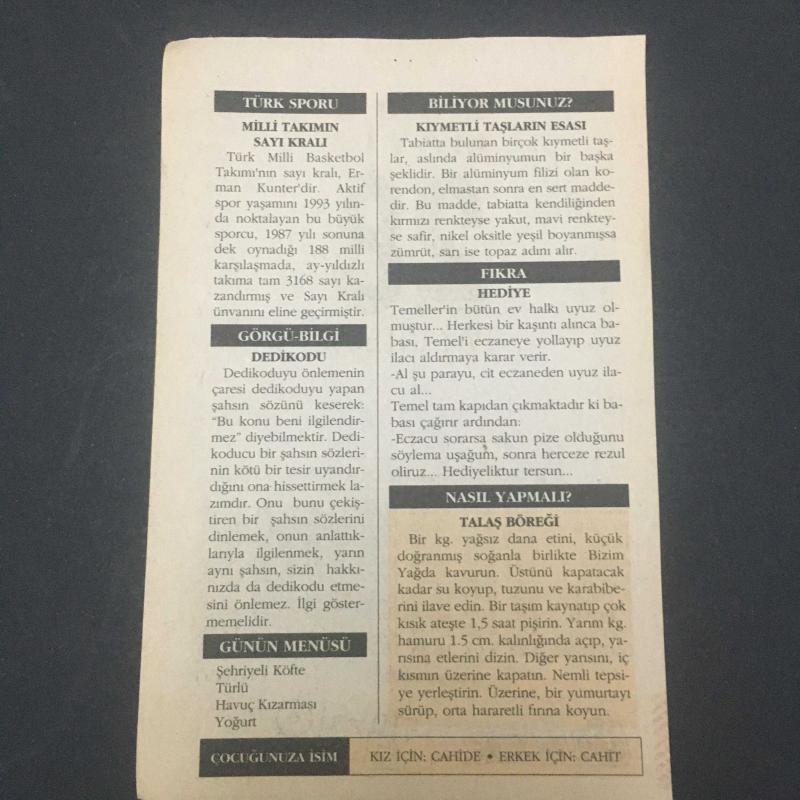 TÜRK SPORU
MİLLİ TAKIMIN
SAYI KRALI
Türk Milli Basketbol
Takımı'nın sayı kralı, Er-
man Kunter'dir. Aktif
spor yaşamını 1993 yılın-
da noktalayan bu büyük
sporcu, 1987 yılı sonuna
dek oynadığı 188 milli
karşılaşmada, ay-yıldızlı
takıma tam 3168 sayı ka-
zandırmış ve Sayı Kralı
ünvanını eline geçirmiştir.
GÖRGÜ-BİLGİ
DEDİKODU
Dedikoduyu önlemenin
çaresi dedikoduyu yapan
şahsın sözünü keserek:
"Bu konu beni ilgilendir-
mez" diyebilmektir. Dedi-
koducu bir şahsın sözleri-
nin kötü bir tesir uyandır-
dığını ona hissettirmek la-
zımdır. Onu bunu çekiş-
tiren bir şahsın sözlerini
dinlemek, onun anlattık-
larıyla ilgilenmek, yarın
aynı şahsın, sizin hakkı-
nızda da dedikodu etme-
sini önlemez. İlgi göster-
memelidir.
GÜNÜN MENÜSÜ
Şehriyeli Köfte
Türlü
Havuç Kızarması
Yoğurt
BİLİYOR MUSUNUZ?
KIYMETLİ TAŞLARIN ESASI
Tabiatta bulunan birçok kıymetli taş-
lar, aslında alüminyumun bir başka
şeklidir. Bir alüminyum filizi olan ko-
rendon, elmastan sonra en sert madde-
dir. Bu madde, tabiatta kendiliğinden
kırmızı renkteyse yakut, mavi renktey-
se safir, nikel oksitle yeşil boyanmışsa
zümrüt, sarı ise topaz adını alır.
FIKRA
HEDİYE
Temeller'in bütün ev halkı uyuz ol-
muştur... Herkesi bir kaşıntı alınca ba-
bası, Temel'i eczaneye yollayıp uyuz
ilacı aldırmaya karar verir.
-Al şu parayu, cit eczaneden uyuz ila-
cu al...
Temel tam kapıdan çıkmaktadır ki ba-
bası çağırır ardından:
-Eczacu sorarsa sakun pize olduğunu
söylema uşağum, sonra herceze rezul
oliruz... Hediyeliktur tersun...
NASIL YAPMALI?
TALAŞ BÖREĞİ
Bir kg. yağsız dana etini, küçük
doğranmış soğanla birlikte Bizim
Yağda kavurun. Üstünü kapatacak
kadar su koyup, tuzunu ve karabibe-
rini ilave edin. Bir taşım kaynatıp çok
kısık ateşte 1,5 saat pişirin. Yarım kg.
hamuru 1.5 cm. kalınlığında açıp, ya-
rısına etlerini dizin. Diğer yarısını, iç
kısmın üzerine kapatın. Nemli tepsi-
ye yerleştirin. Üzerine, bir yumurtayı
sürüp, orta hararetli fırına koyun.
ÇOCUĞUNUZA İSİM KIZ İÇİN: CAHİDE • ERKEK İÇİN: CAHİT